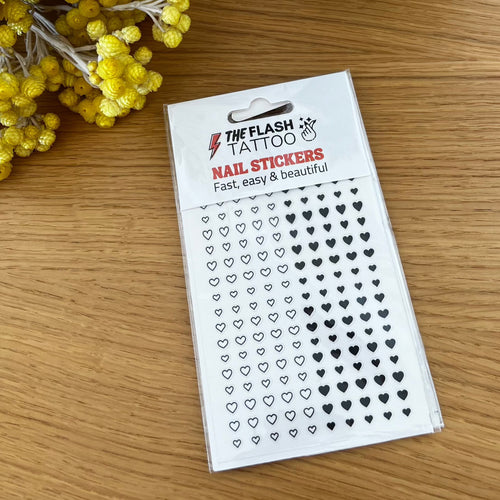 THE FLASH
TATTOO
NAIL STICKERS
Fast, easy & beautiful